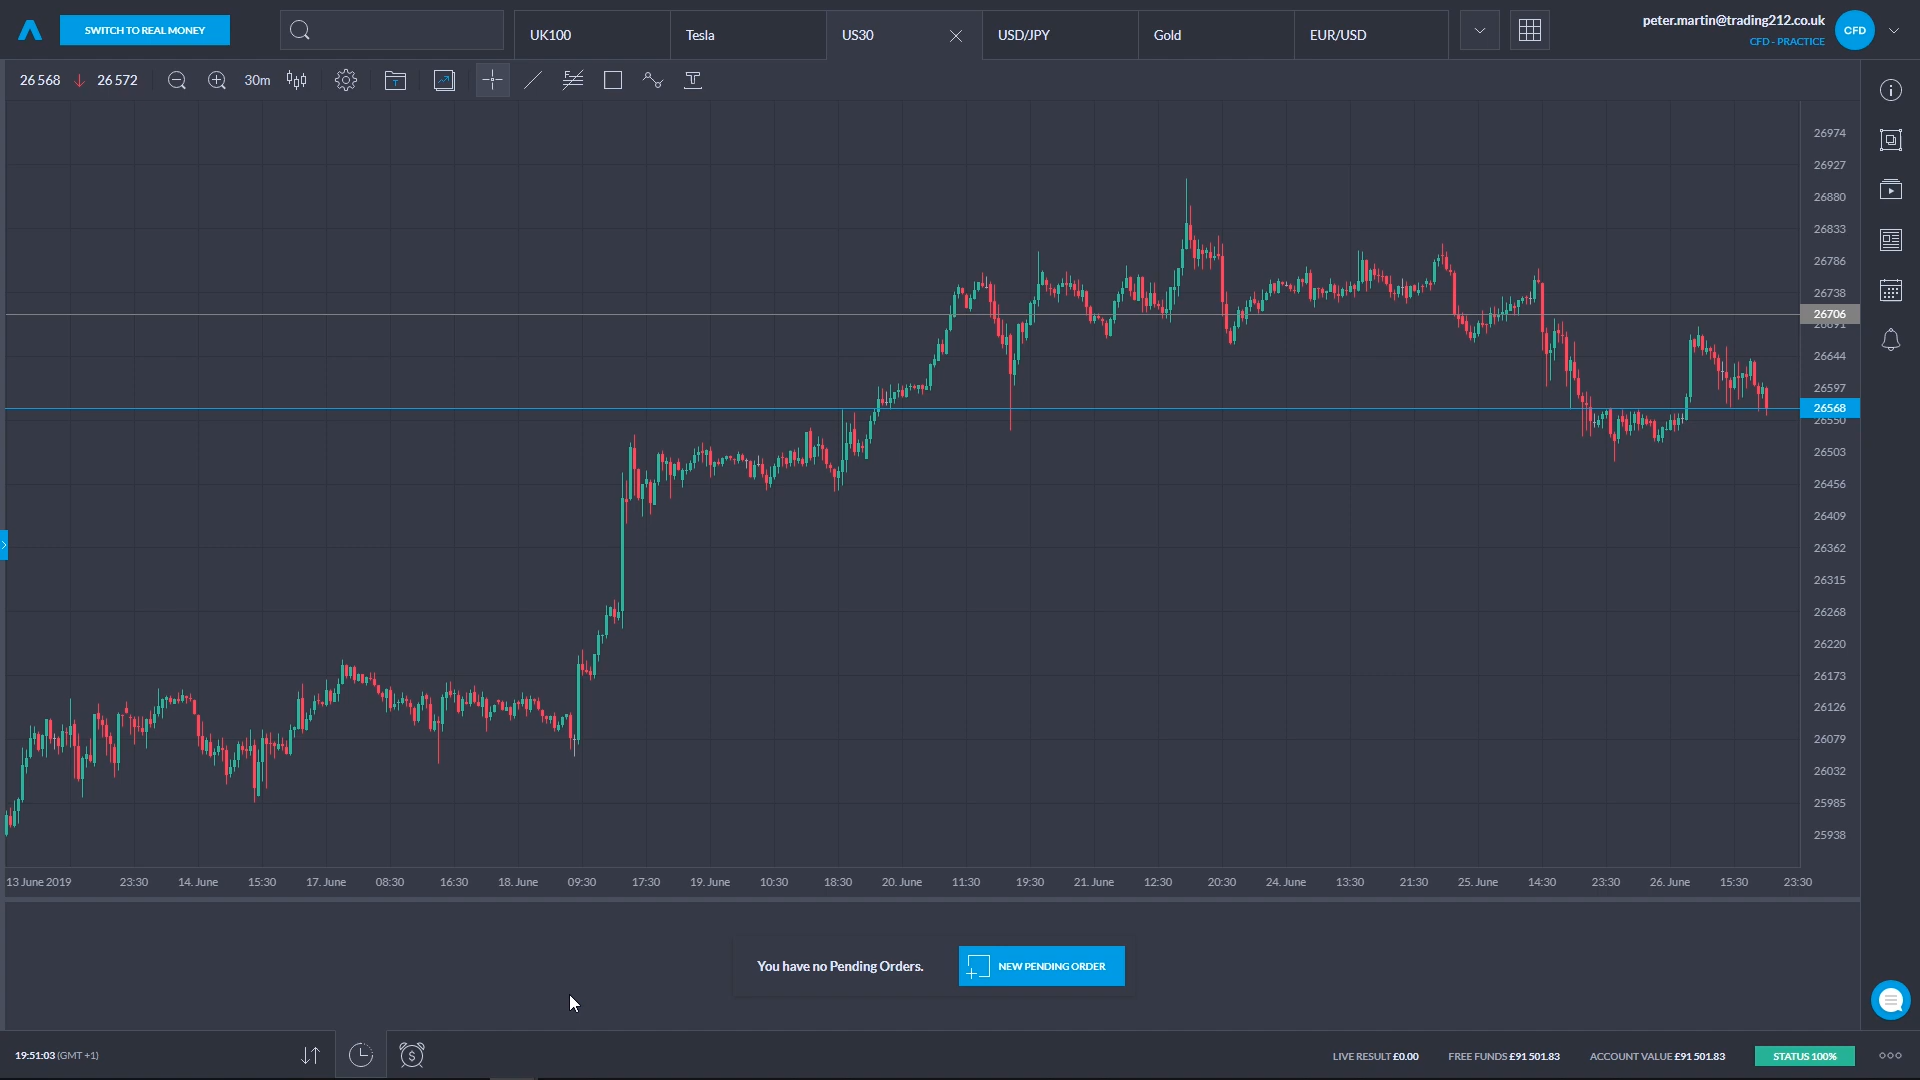 SWITCH TO REAL MONEY
UK100
Tesla
US30
USD/JPY
Gold
EUR/USD
peter.martin@trading212.co.uk
CFD - PRACTICE
CFD
26 568
26 572
30m
T
26974
26927
26880
26833
26786
26738
26706
26691
26644
26597
26568
26550
26503
26456
26409
26362
26315
26268
26220
26173
26126
26079
26032
25985
25938
13 June 2019
23:30
14. June
15:30
17. June
08:30
16:30
18. June
09:30
17:30
19. June
10:30
18:30
20. June
11:30
19:30
21. June
12:30
20:30
24. June
13:30
21:30
25. June
14:30
23:30
26. June
15:30
23:30
You have no Pending Orders.
NEW PENDING ORDER
19:51:03 (GMT +1)
LIVE RESULT £0.00
FREE FUNDS £91 501.83
ACCOUNT VALUE £91 501.83
STATUS 100%